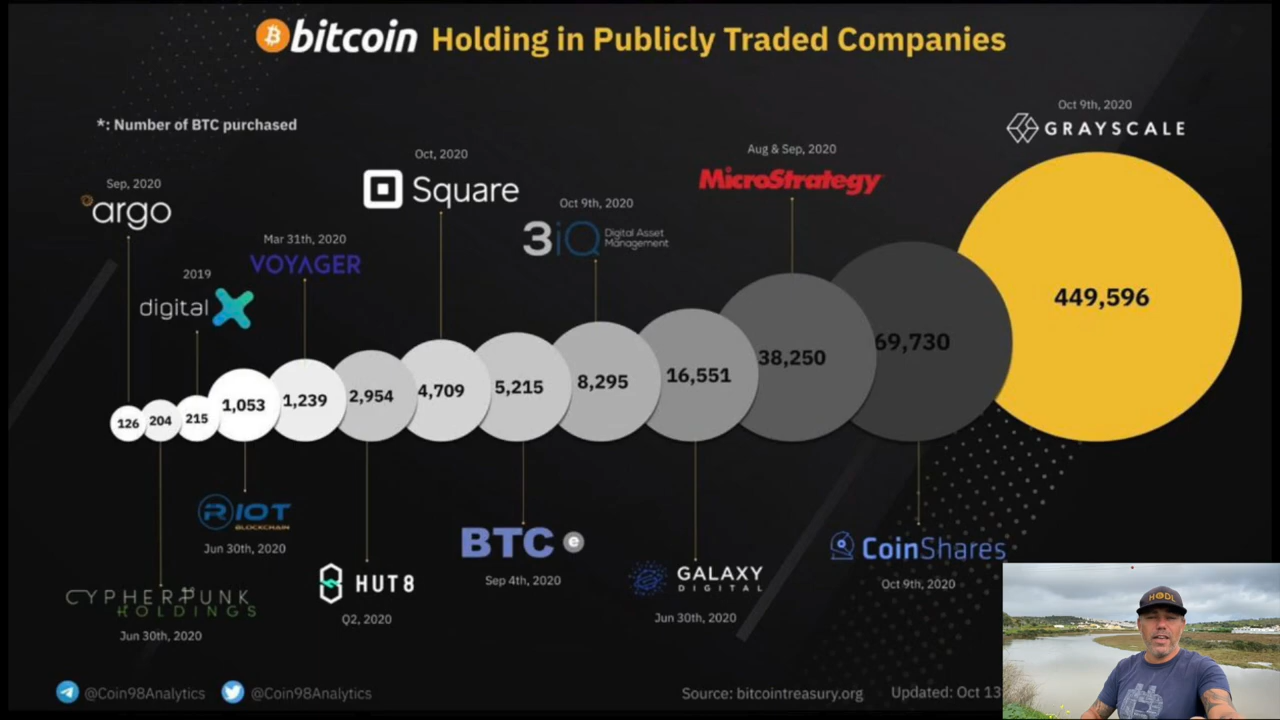 bitcoin Holding in Publicly Traded Companies
*: Number of BTC purchased
Sep, 2020
argo
2019
digital X
Mar 31th, 2020
VOYAGER
Oct, 2020
Square
Oct 9th, 2020
3iQ Digital Asset
Management
Aug & Sep, 2020
MicroStrategy
Oct 9th, 2020
GRAYSCALE
126
204
215
1,053
1,239
2,954
4,709
5,215
8,295
16,551
38,250
69,730
449,596
CYPHERPUNK
HOLDINGS
Jun 30th, 2020
RIOT
BLOCKCHAIN
Jun 30th, 2020
HUT8
Q2, 2020
BTC e
Sep 4th, 2020
GALAXY
DIGITAL
Jun 30th, 2020
CoinShares
Oct 9th, 2020
HODL
@Coin98Analytics
@Coin98Analytics
Source: bitcointreasury.org
Updated: Oct 13